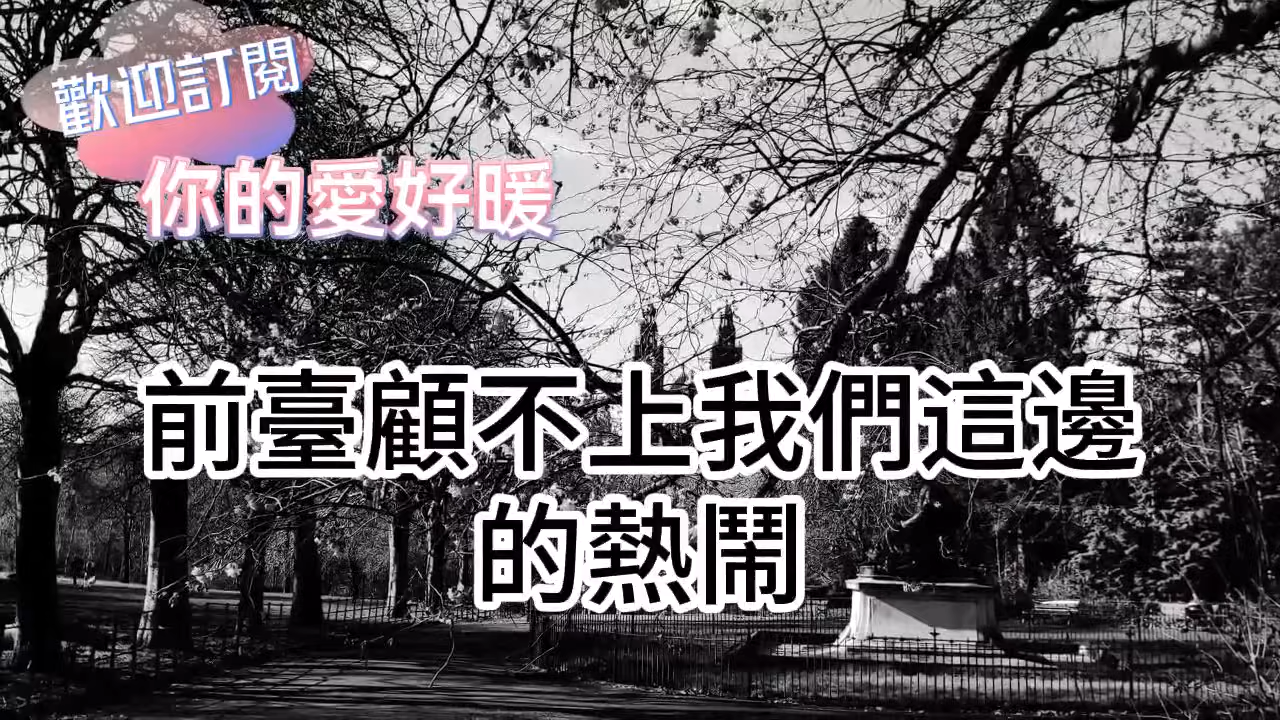 歡迎訂閱
你的愛好暖
前臺顧不上我們這邊
的熱鬧